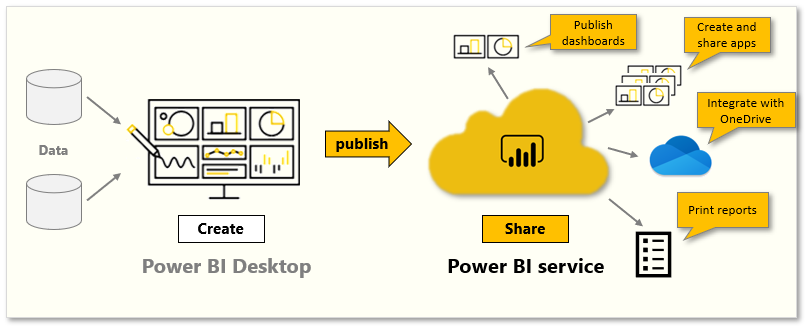 Data
Create
Power BI Desktop
publish
Share
Power BI service
Publish
dashboards
Create and
share apps
Integrate with
OneDrive
Print reports